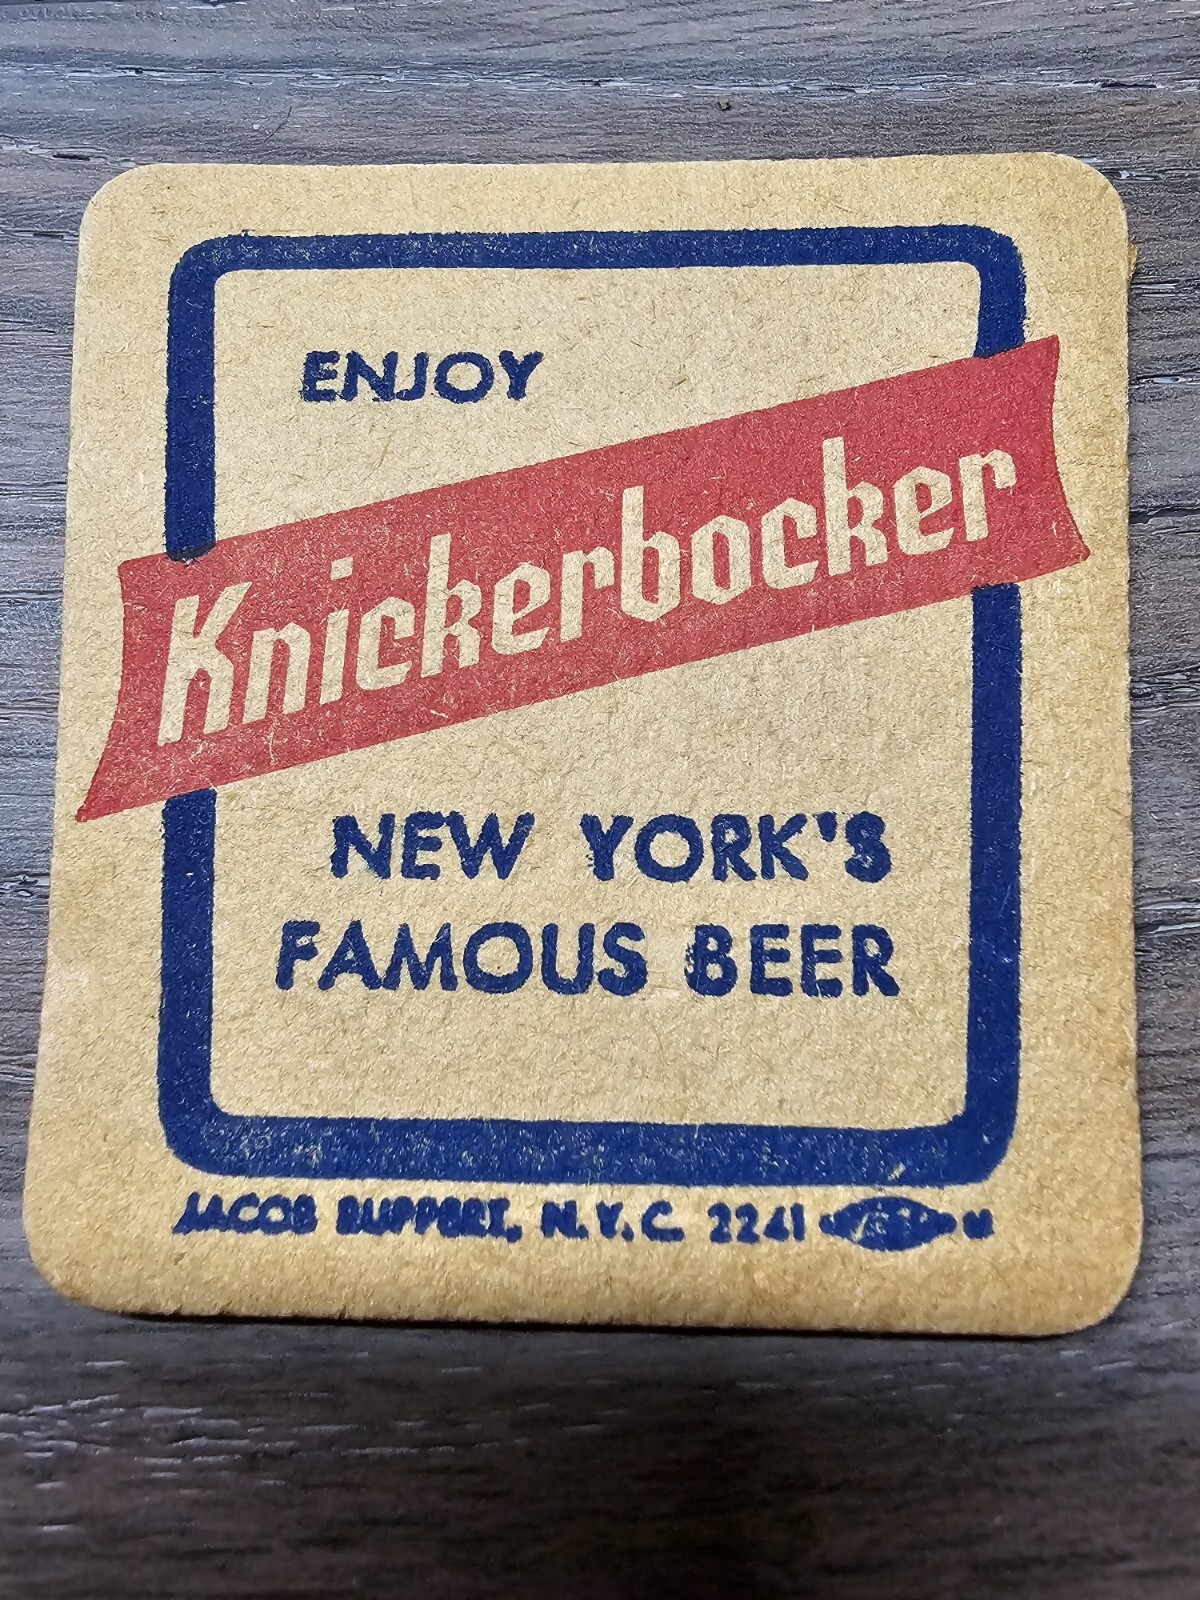 ENJOY
Knickerbocker
NEW YORK'S
FAMOUS BEER
JACOB RUPPERT, N.Y.C. 2241